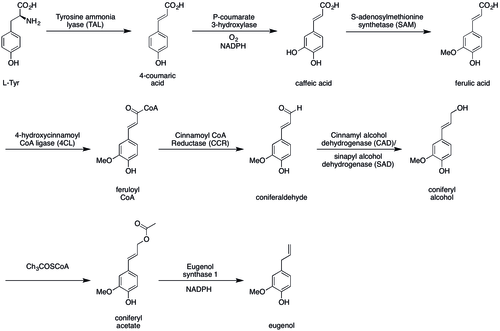 CO₂H
NH₂
OH
L-Tyr
Tyrosine ammonia
lyase (TAL)
CO₂H
OH
4-coumaric
acid
P-coumarate
3-hydroxylase
O₂
NADPH
CO₂H
HO
OH
caffeic acid
S-adenosylmethionine
synthetase (SAM)
CO₂H
MeO
OH
ferulic acid
4-hydroxycinnamoyl
CoA ligase (4CL)
O
CoA
MeO
OH
feruloyl
CoA
Cinnamoyl CoA
Reductase (CCR)
O
H
MeO
OH
coniferaldehyde
Cinnamyl alcohol
dehydrogenase (CAD)/
sinapyl alcohol
dehydrogenase (SAD)
OH
MeO
OH
coniferyl
alcohol
Ch₃COSCoA
O
O
MeO
OH
coniferyl
acetate
Eugenol
synthase 1
NADPH
MeO
OH
eugenol